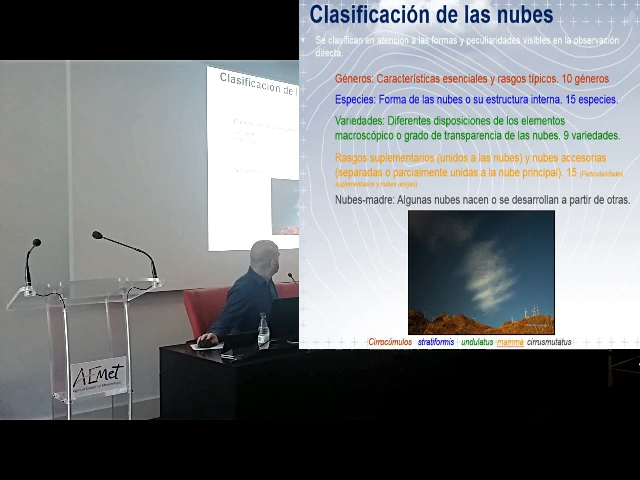 Clasificación de las nubes
Se clasifican en atención a las formas y peculiaridades visibles en la observación
directa.
Géneros: Características esenciales y rasgos típicos. 10 géneros
Especies: Forma de las nubes o su estructura interna. 15 especies.
Variedades: Diferentes disposiciones de los elementos
macroscópico o grado de transparencia de las nubes. 9 variedades.
Rasgos suplementarios (unidos a las nubes) y nubes accesorias
(separadas o parcialmente unidas a la nube principal). 15 (Particularidades
suplementarias y nubes anejas)
Nubes-madre: Algunas nubes nacen o se desarrollan a partir de otras.
Cirrocúmulos stratiformis undulatus mamma cirrusmutatus
Clasificación de l
AEMet